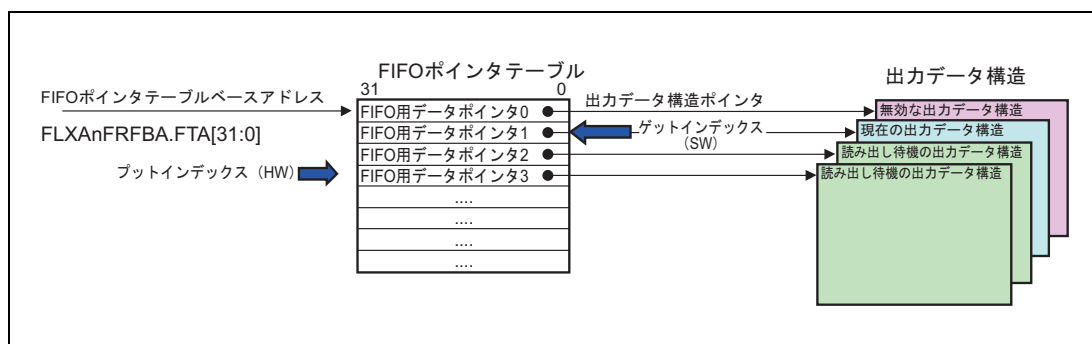 FIFOポインタテーブル
出力データ構造
31 0
FIFOポインタテーブルベースアドレス
FLXAnFRFBA.FTA[31:0]
プットインデックス（HW）
FIFO用データポインタ0
FIFO用データポインタ1
FIFO用データポインタ2
FIFO用データポインタ3
....
....
....
....
出力データ構造ポインタ
ゲットインデックス
（SW）
無効な出力データ構造
現在の出力データ構造
読み出し待機の出力データ構造
読み出し待機の出力データ構造